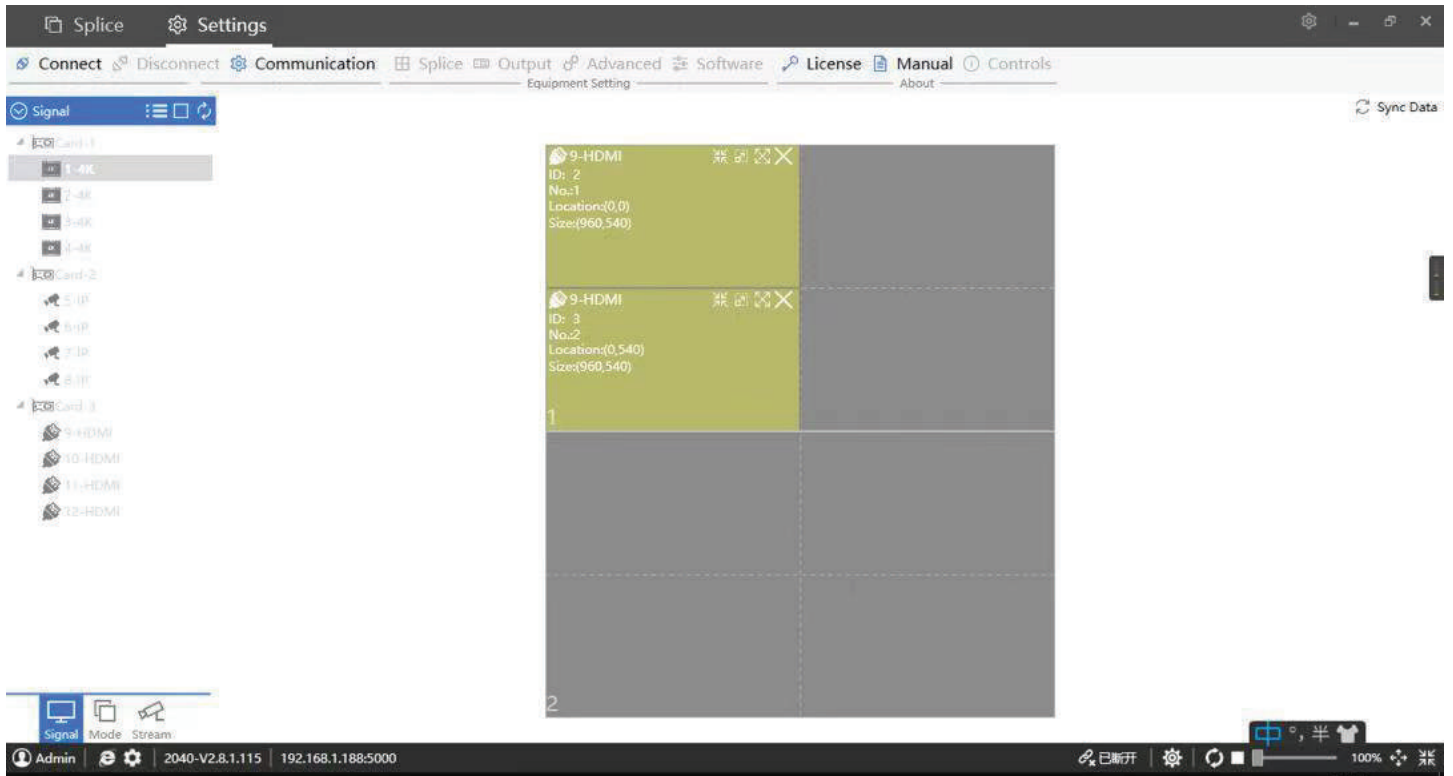 Splice Settings
Connect Disconnect Communication Splice Output Advanced Software License Manual Controls
Equipment Setting About
Signal
Sync Data
Card-1
1-4K
2-4K
3-4K
4-4K
Card-2
5-IP
6-IP
7-IP
8-IP
Card-3
9-HDMI
10-HDMI
11-HDMI
12-HDMI
9-HDMI
ID: 2
No.:1
Location:(0,0)
Size:(960,540)
9-HDMI
ID: 3
No.:2
Location:(0,540)
Size:(960,540)
1
2
Signal Mode Stream
中 °, 半
Admin 2040-V2.8.1.115 192.168.1.188:5000 已断开 100%